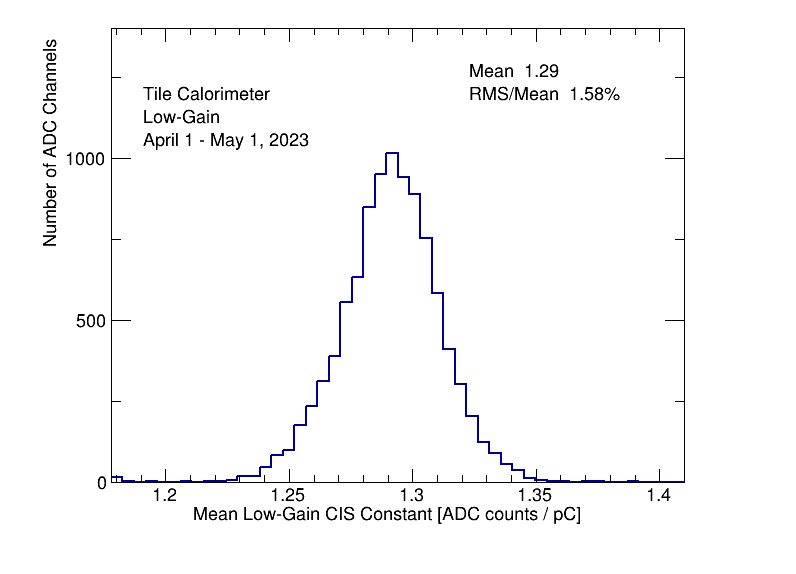 Number of ADC Channels
Mean 1.29
RMS/Mean 1.58%
Tile Calorimeter
Low-Gain
April 1 - May 1, 2023
1000
500
0
1.2 1.25 1.3 1.35 1.4
Mean Low-Gain CIS Constant [ADC counts / pC]